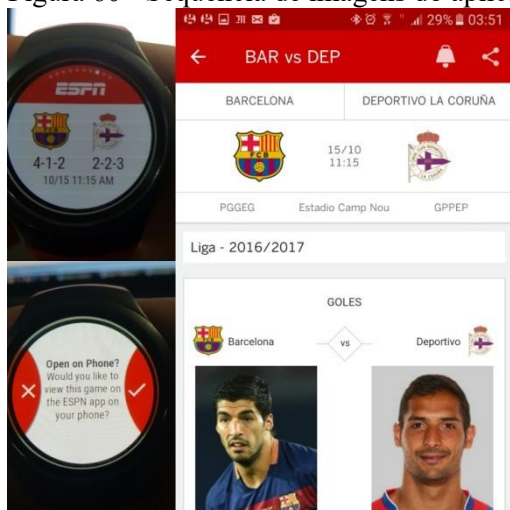 Figura 60 - Sequência de imagens do aplic
ESPN
4-1-2 2-2-3
10/15 11:15 AM
Open on Phone?
Would you like to
view this game on
the ESPN app on
your phone?
29% 03:51
BAR vs DEP
BARCELONA DEPORTIVO LA CORUÑA
FCB
15/10
11:15
PGGEG Estadio Camp Nou GPPEP
Liga - 2016/2017
GOLES
Barcelona vs Deportivo